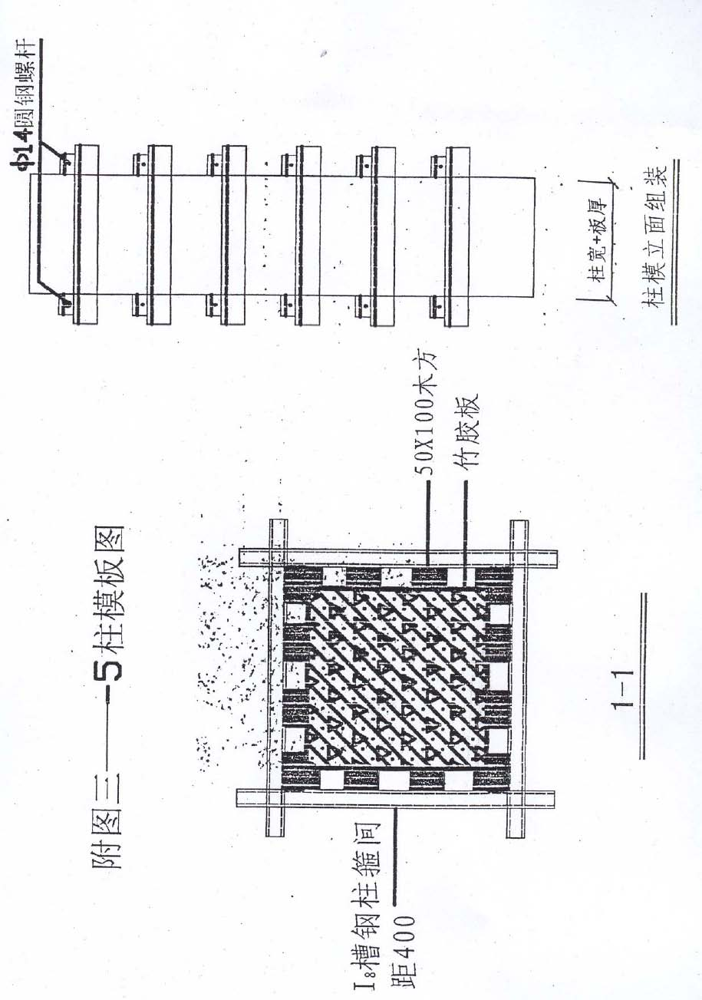 附图三——5柱模板图
I₈槽钢柱箍间
距400
50X100木方
竹胶板
1-1
Φ14圆钢螺杆
柱宽+板厚
柱模立面组装